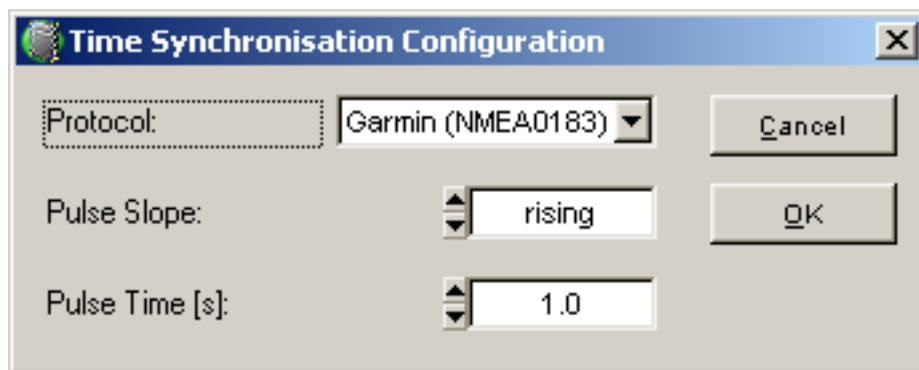 Time Synchronisation Configuration
Protocol: Garmin (NMEA0183) Cancel
Pulse Slope: rising OK
Pulse Time [s]: 1.0